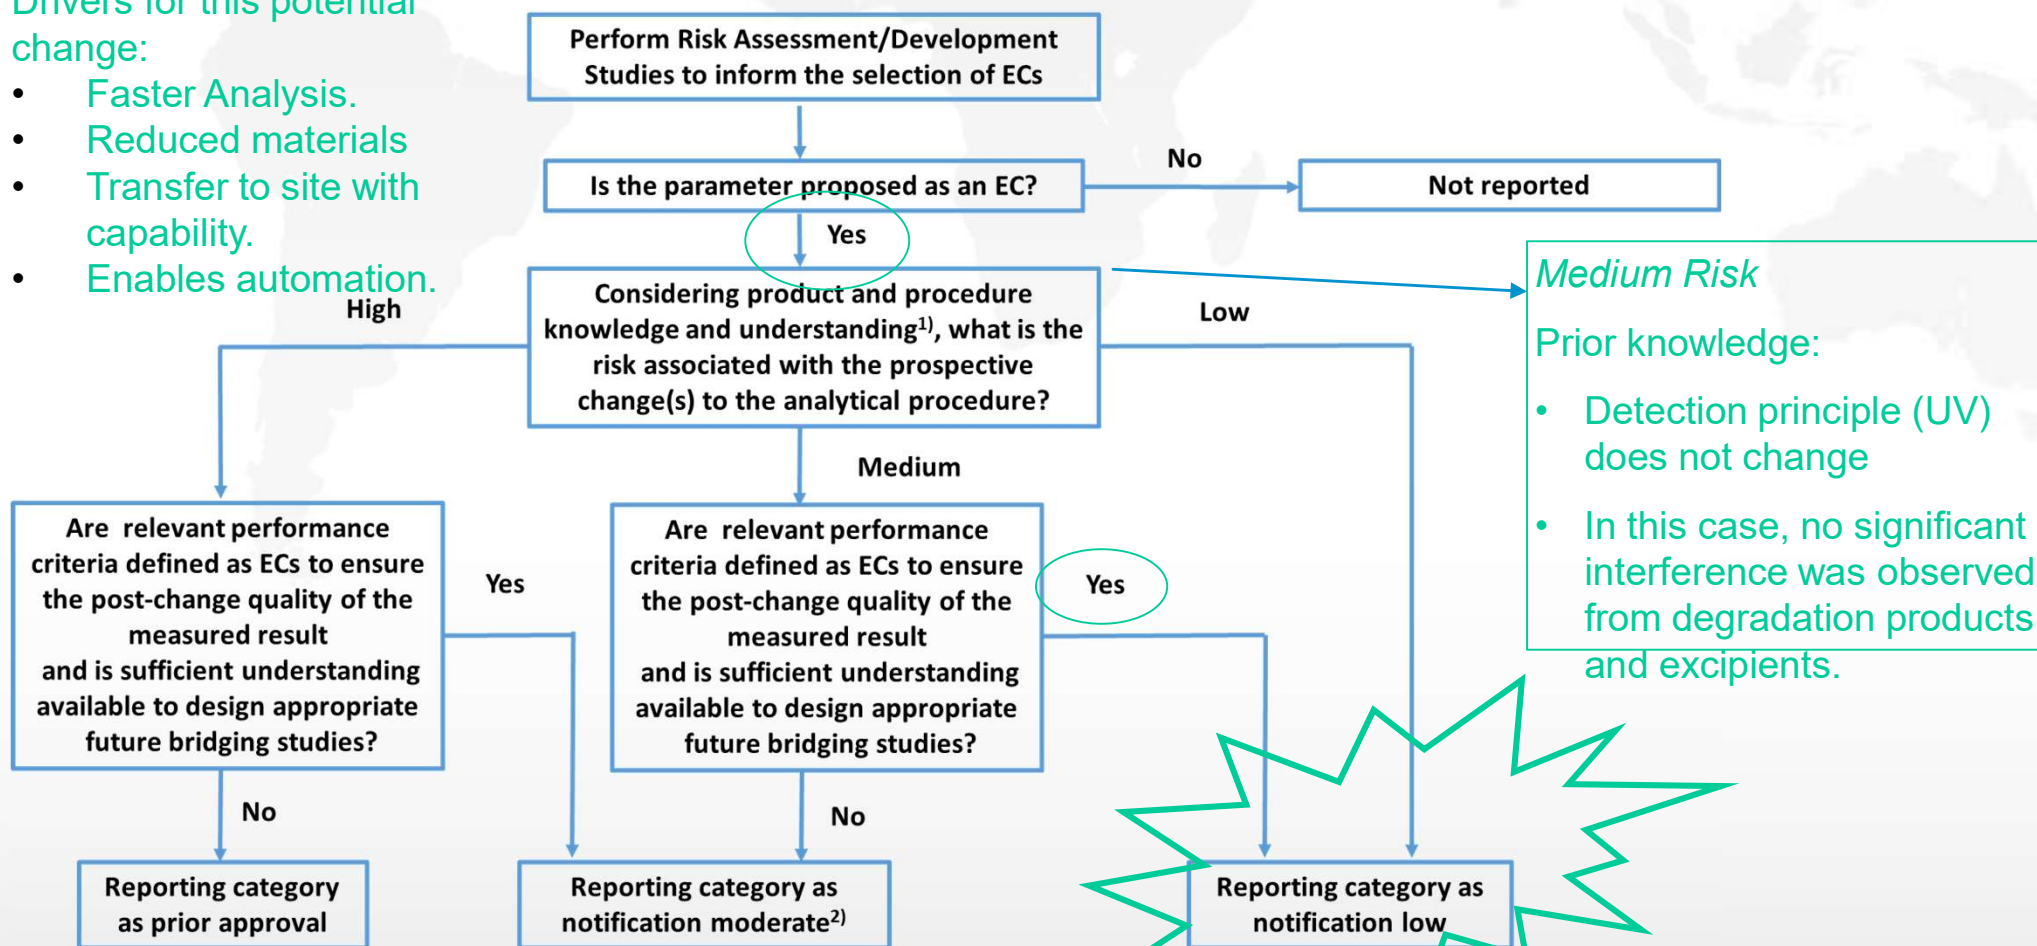 Drivers for this potential
change:
• Faster Analysis.
• Reduced materials
• Transfer to site with
capability.
• Enables automation.
Perform Risk Assessment/Development
Studies to inform the selection of ECs
Is the parameter proposed as an EC?
No
Not reported
Yes
Considering product and procedure
knowledge and understanding1), what is the
risk associated with the prospective
change(s) to the analytical procedure?
High
Low
Medium
Medium Risk
Prior knowledge:
• Detection principle (UV)
does not change
• In this case, no significant
interference was observed
from degradation products
and excipients.
Are relevant performance
criteria defined as ECs to ensure
the post-change quality of the
measured result
and is sufficient understanding
available to design appropriate
future bridging studies?
Yes
No
Are relevant performance
criteria defined as ECs to ensure
the post-change quality of the
measured result
and is sufficient understanding
available to design appropriate
future bridging studies?
Yes
No
Reporting category
as prior approval
Reporting category as
notification moderate2)
Reporting category as
notification low